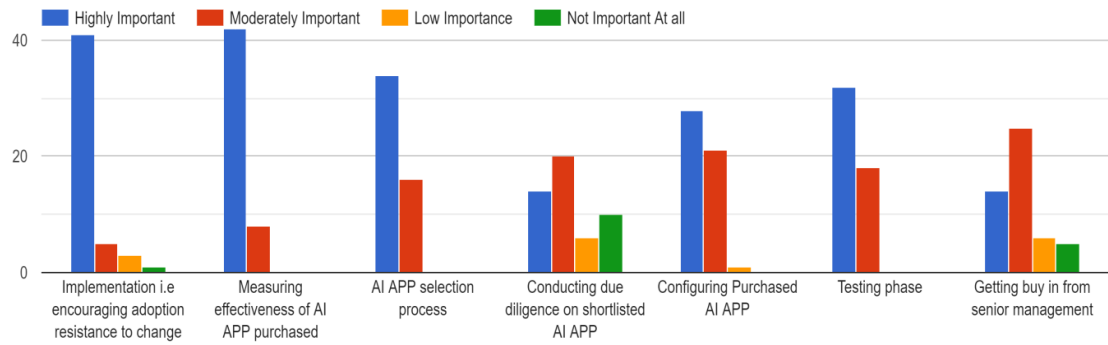 Highly Important
Moderately Important
Low Importance
Not Important At all
40
20
0
Implementation i.e
encouraging adoption
resistance to change
Measuring
effectiveness of AI
APP purchased
AI APP selection
process
Conducting due
diligence on shortlisted
AI APP
Configuring Purchased
AI APP
Testing phase
Getting buy in from
senior management